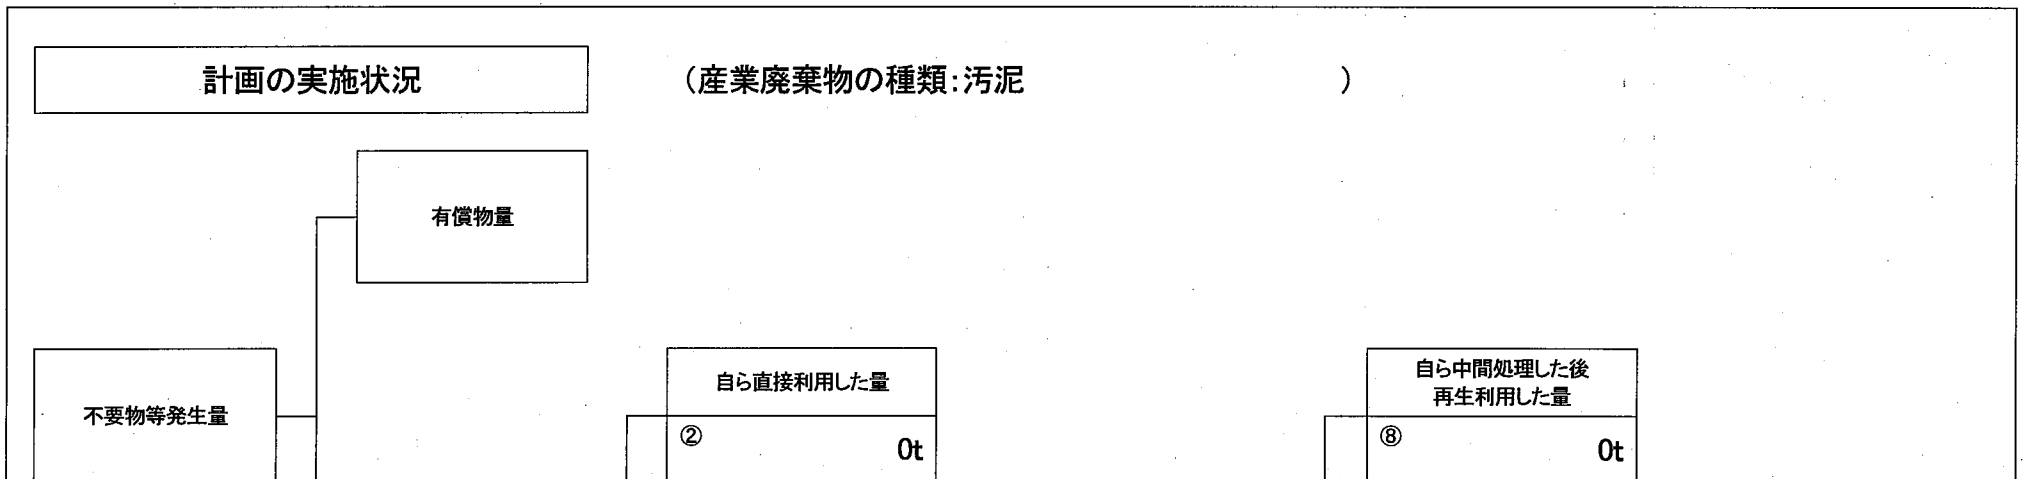 計画の実施状況
(産業廃棄物の種類:汚泥 )
有償物量
不要物等発生量
自ら直接利用した量
② 0t
自ら中間処理した後
再生利用した量
⑧ 0t